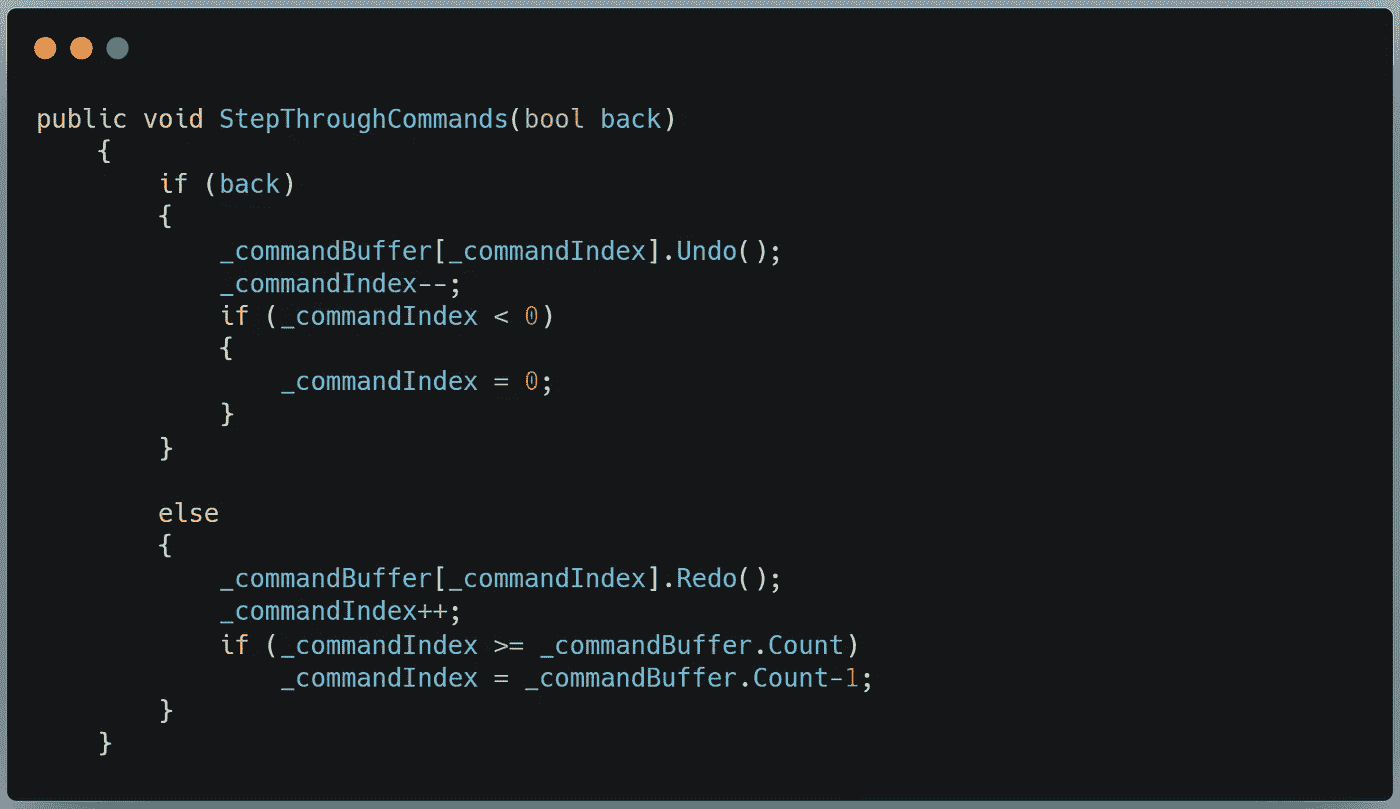 public void StepThroughCommands(bool back)
    {
        if (back)
        {
            _commandBuffer[_commandIndex].Undo();
            _commandIndex--;
            if (_commandIndex < 0)
            {
                _commandIndex = 0;
            }
        }

        else
        {
            _commandBuffer[_commandIndex].Redo();
            _commandIndex++;
            if (_commandIndex >= _commandBuffer.Count)
                _commandIndex = _commandBuffer.Count-1;
        }
    }